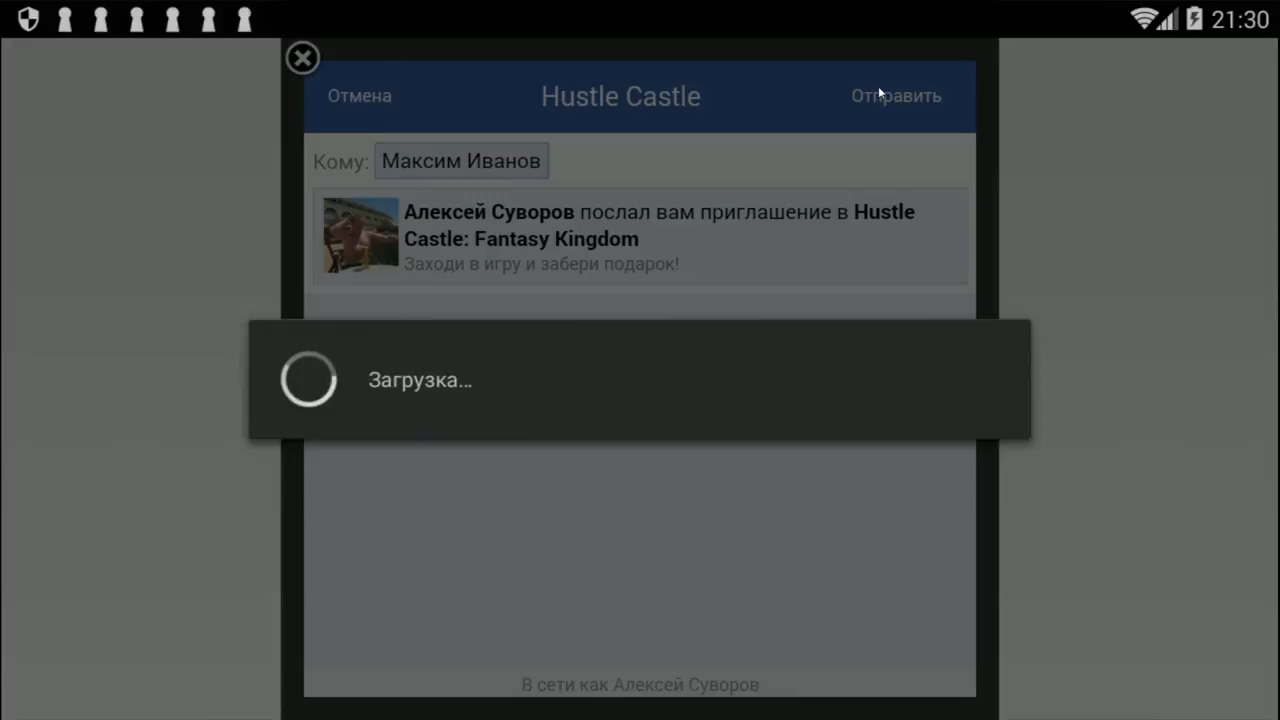 21:30
Отмена
Hustle Castle
Отправить
Кому: Максим Иванов
Алексей Суворов послал вам приглашение в Hustle
Castle: Fantasy Kingdom
Заходи в игру и забери подарок!
Загрузка...
В сети как Алексей Суворов